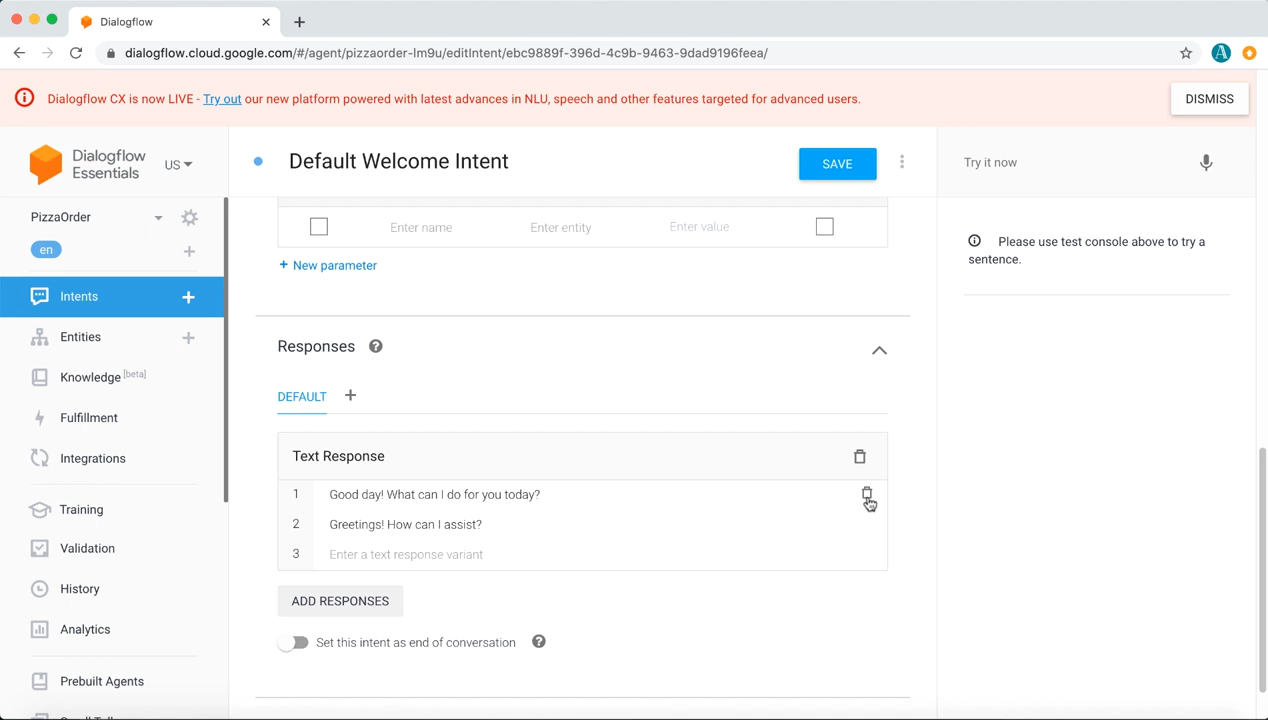 Dialogflow
dialogflow.cloud.google.com/#/agent/pizzaorder-lm9u/editIntent/ebc9889f-396d-4c9b-9463-9dad9196feea/
A
Dialogflow CX is now LIVE - Try out our new platform powered with latest advances in NLU, speech and other features targeted for advanced users.
DISMISS
Dialogflow
Essentials
US
Default Welcome Intent
SAVE
Try it now
PizzaOrder
en
Enter name
Enter entity
Enter value
Please use test console above to try a
sentence.
+ New parameter
Intents
Entities
Knowledge [beta]
Fulfillment
Integrations
Training
Validation
History
Analytics
Prebuilt Agents
Responses
DEFAULT
Text Response
1 Good day! What can I do for you today?
2 Greetings! How can I assist?
3 Enter a text response variant
ADD RESPONSES
Set this intent as end of conversation